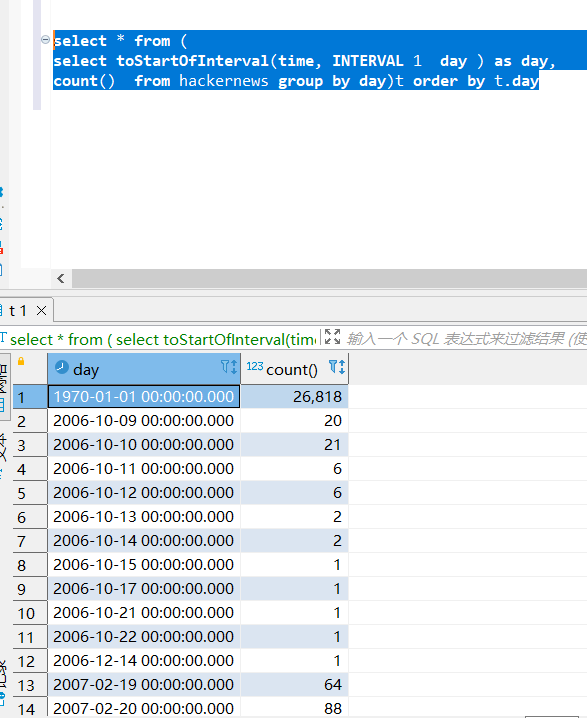 select * from (
select toStartOfInterval(time, INTERVAL 1  day ) as day,
count()  from hackernews group by day)t order by t.day
t 1
select * from ( select toStartOfInterval(time
输入一个 SQL 表达式来过滤结果 (使
day 123 count()
1 1970-01-01 00:00:00.000 26,818
2 2006-10-09 00:00:00.000 20
3 2006-10-10 00:00:00.000 21
4 2006-10-11 00:00:00.000 6
5 2006-10-12 00:00:00.000 6
6 2006-10-13 00:00:00.000 2
7 2006-10-14 00:00:00.000 2
8 2006-10-15 00:00:00.000 1
9 2006-10-17 00:00:00.000 1
10 2006-10-21 00:00:00.000 1
11 2006-10-22 00:00:00.000 1
12 2006-12-14 00:00:00.000 1
13 2007-02-19 00:00:00.000 64
14 2007-02-20 00:00:00.000 88